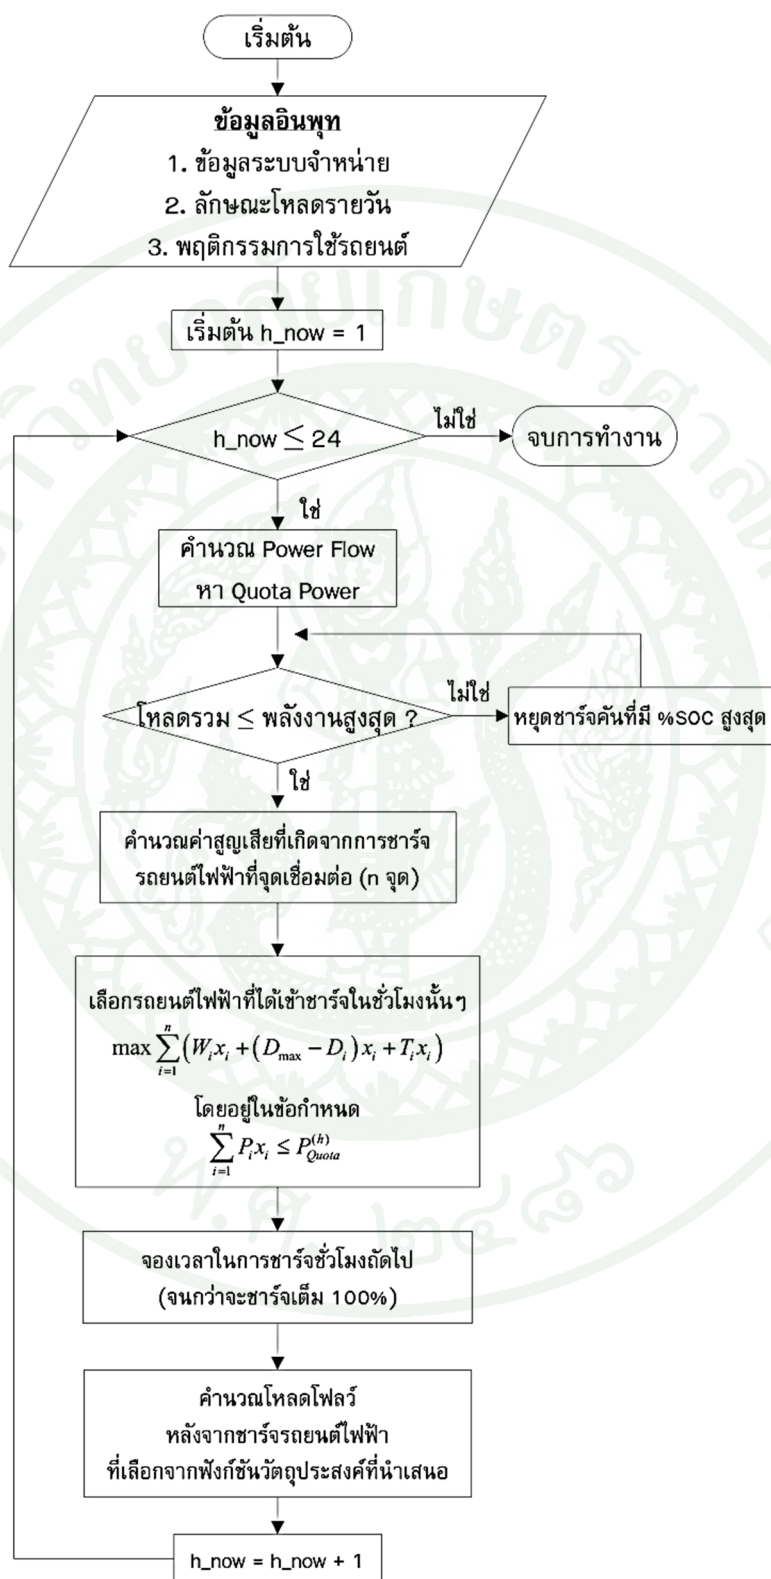 เริ่มต้น
ข้อมูลอินพุท
1. ข้อมูลระบบจำหน่าย
2. ลักษณะโหลดรายวัน
3. พฤติกรรมการใช้รถยนต์
เริ่มต้น h_now = 1
h_now ≤ 24
ไม่ใช่
จบการทำงาน
ใช่
คำนวณ Power Flow
หา Quota Power
โหลดรวม ≤ พลังงานสูงสุด ?
ไม่ใช่
หยุดชาร์จคันที่มี %SOC สูงสุด
ใช่
คำนวณค่าสูญเสียที่เกิดจากการชาร์จ
รถยนต์ไฟฟ้าที่จุดเชื่อมต่อ (n จุด)
เลือกรถยนต์ไฟฟ้าที่ได้เข้าชาร์จในชั่วโมงนั้นๆ
max \sum_{i=1}^{n} (W_i x_i + (D_{max} − D_i) x_i + T_i x_i)
โดยอยู่ในข้อกำหนด
\sum_{i=1}^{n} P_i x_i ≤ P_{Quota}^{(h)}
จองเวลาในการชาร์จชั่วโมงถัดไป
(จนกว่าจะชาร์จเต็ม 100%)
คำนวณโหลดโฟลว์
หลังจากชาร์จรถยนต์ไฟฟ้า
ที่เลือกจากฟังก์ชันวัตถุประสงค์ที่นำเสนอ
h_now = h_now + 1
พ.ศ. ๒๔๘๖